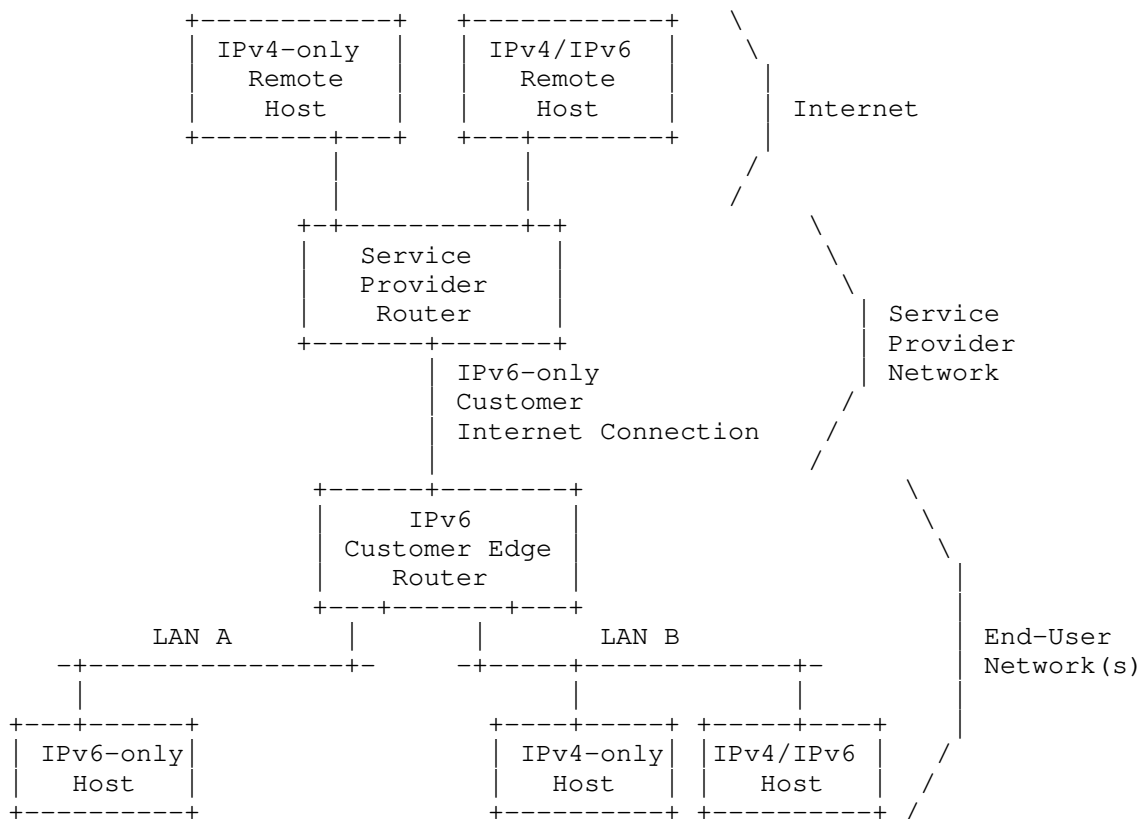 IPv4-only
Remote
Host
IPv4/IPv6
Remote
Host
Internet
Service
Provider
Router
Service
Provider
Network
IPv6-only
Customer
Internet Connection
IPv6
Customer Edge
Router
LAN A
LAN B
End-User
Network(s)
IPv6-only
Host
IPv4-only
Host
IPv4/IPv6
Host